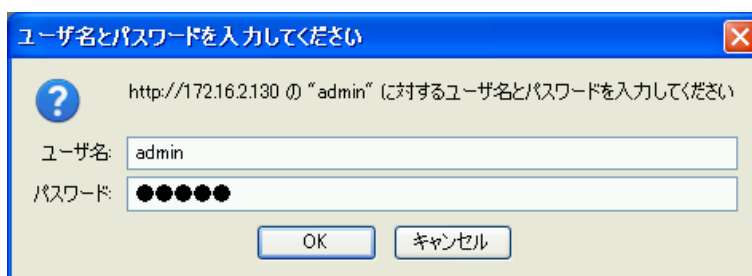 ユーザ名とパスワードを入力してください
http://172.16.2.130 の "admin" に対するユーザ名とパスワードを入力してください
ユーザ名: admin
パスワード: ●●●●●
OK キャンセル